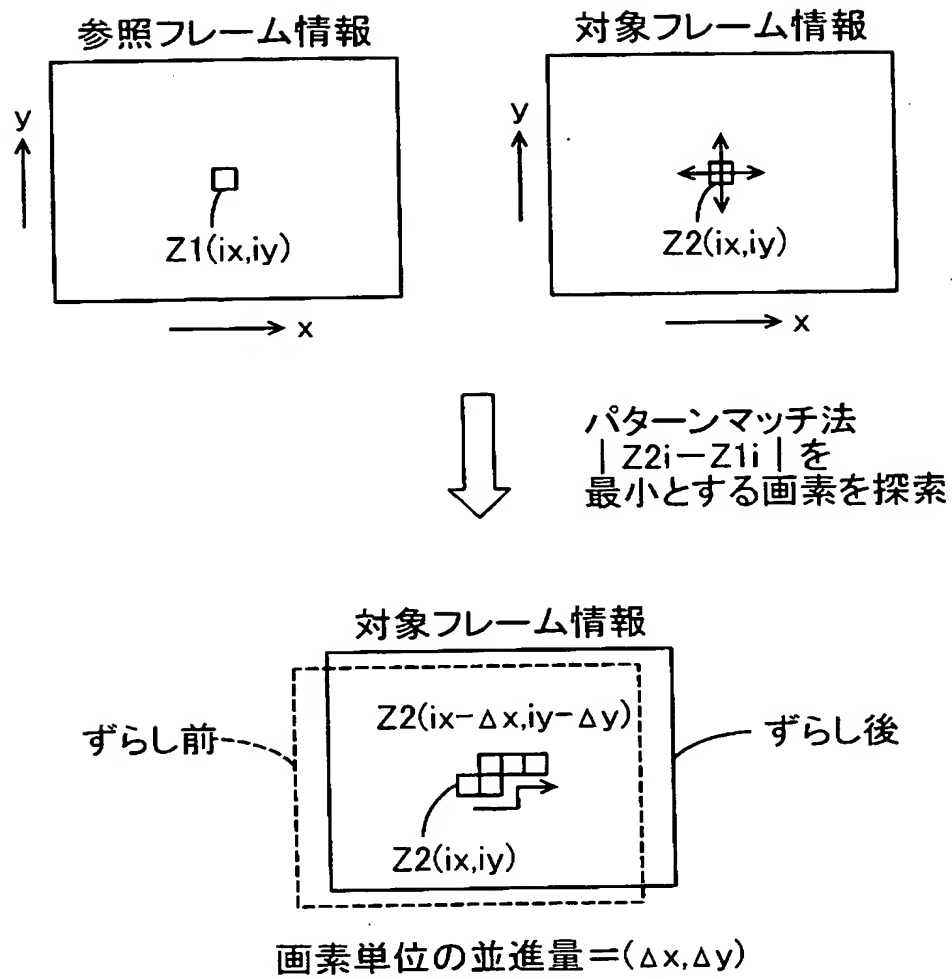 参照フレーム情報
対象フレーム情報
y
Z1(ix,iy)
x
y
Z2(ix,iy)
x
パターンマッチ法
| Z2i－Z1i | を
最小とする画素を探索
対象フレーム情報
Z2(ix-Δx,iy-Δy)
ずらし前
ずらし後
Z2(ix,iy)
画素単位の並進量＝(Δx,Δy)